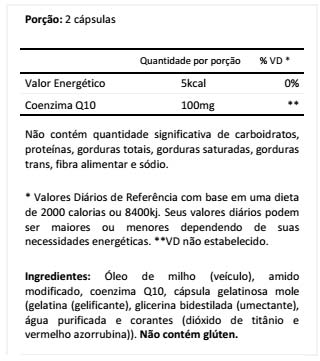 Porção: 2 cápsulas
Quantidade por porção % VD *
Valor Energético 5kcal 0%
Coenzima Q10 100mg **
Não contém quantidade significativa de carboidratos,
proteínas, gorduras totais, gorduras saturadas, gorduras
trans, fibra alimentar e sódio.
* Valores Diários de Referência com base em uma dieta
de 2000 calorias ou 8400kj. Seus valores diários podem
ser maiores ou menores dependendo de suas
necessidades energéticas. **VD não estabelecido.
Ingredientes: Óleo de milho (veículo), amido
modificado, coenzima Q10, cápsula gelatinosa mole
(gelatina (gelificante), glicerina bidestilada (umectante),
água purificada e corantes (dióxido de titânio e
vermelho azorrubina)). Não contém glúten.